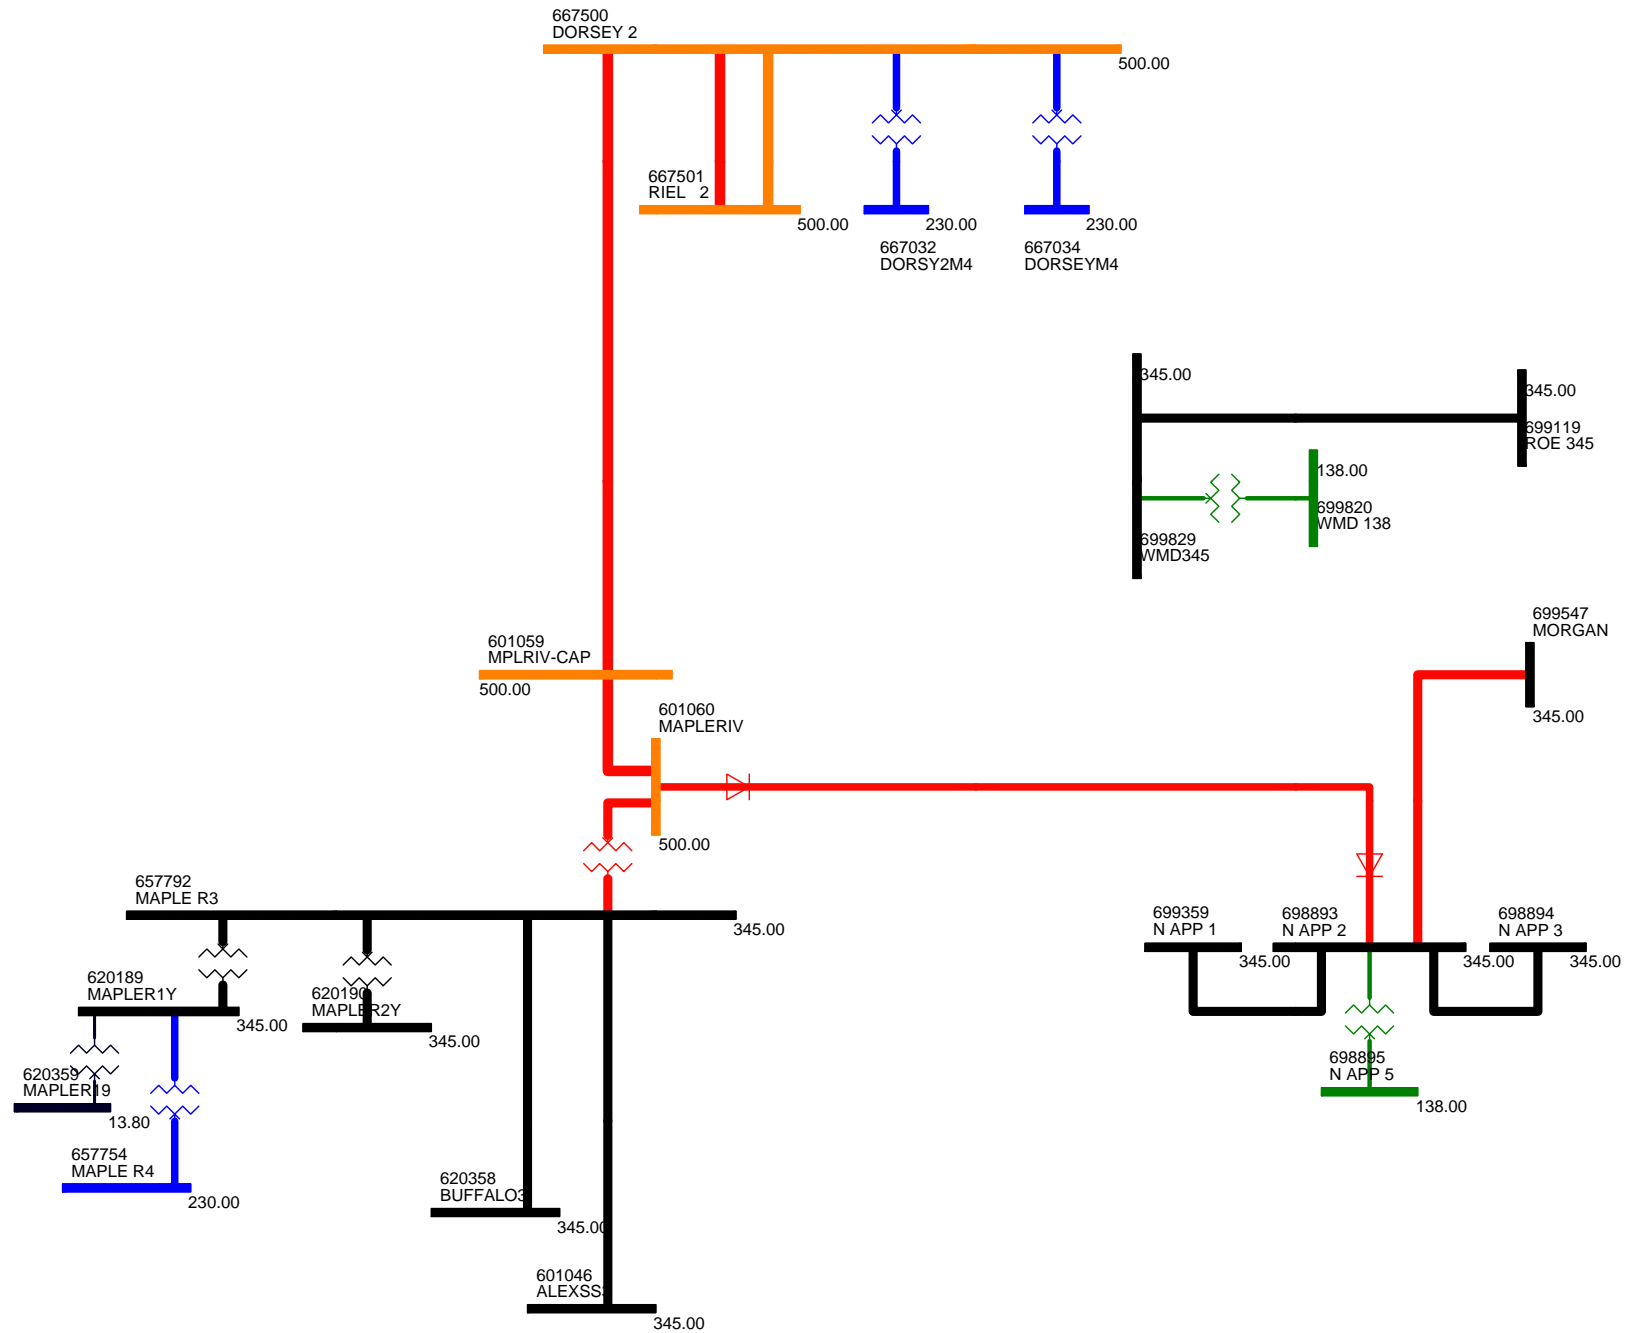 667500
DORSEY 2
500.00
667501
RIEL 2
500.00
230.00
667032
DORSY2M4
230.00
667034
DORSEYM4
345.00
345.00
699119
ROE 345
138.00
699820
WMD 138
699829
WMD345
699547
MORGAN
345.00
601059
MPLRIV-CAP
500.00
601060
MAPLERIV
500.00
657792
MAPLE R3
345.00
699359
N APP 1
345.00
698893
N APP 2
345.00
698894
N APP 3
345.00
620189
MAPLER1Y
345.00
620190
MAPLER2Y
345.00
620359
MAPLER19
13.80
698895
N APP 5
138.00
657754
MAPLE R4
230.00
620358
BUFFALO3
345.00
601046
ALEXSS3
345.00